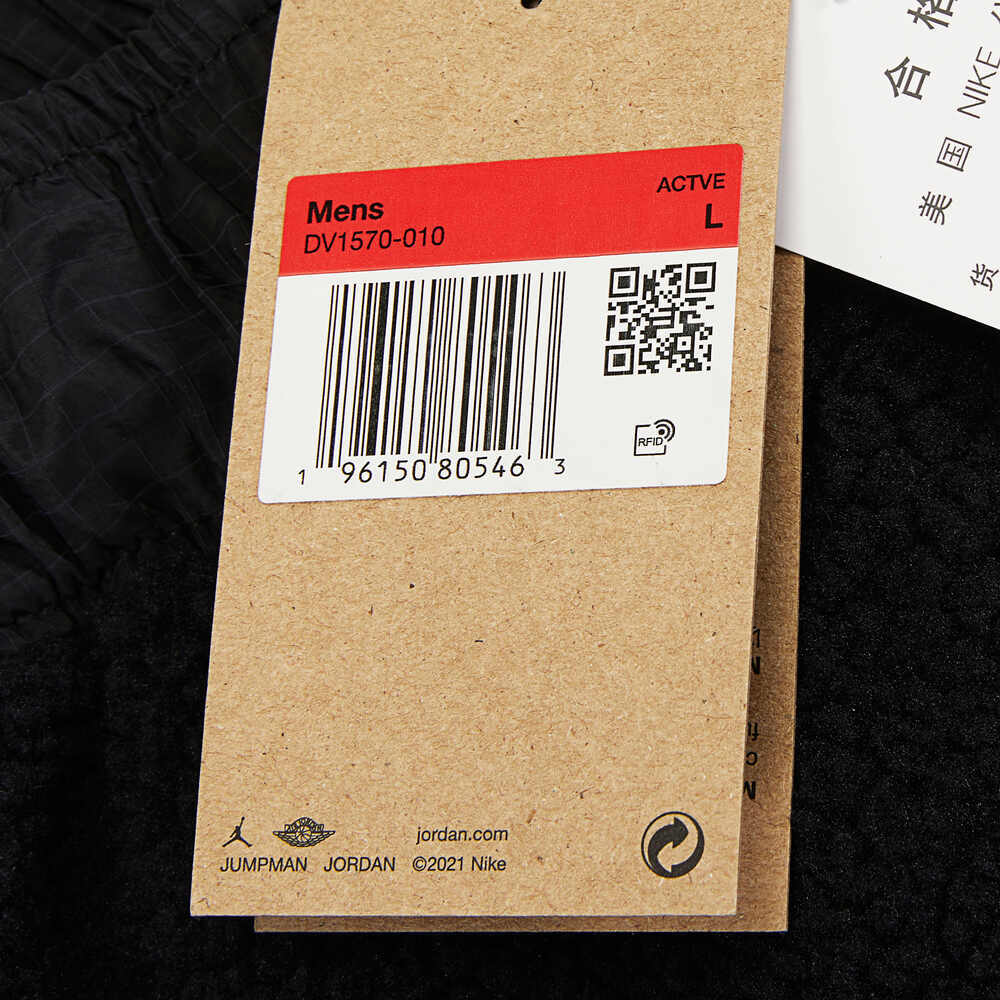 Mens
DV1570-010
ACTVE
L
1 96150 80546 3
RFID
JUMPMAN JORDAN
jordan.com
©2021 Nike
合格
美国 NIKE
货